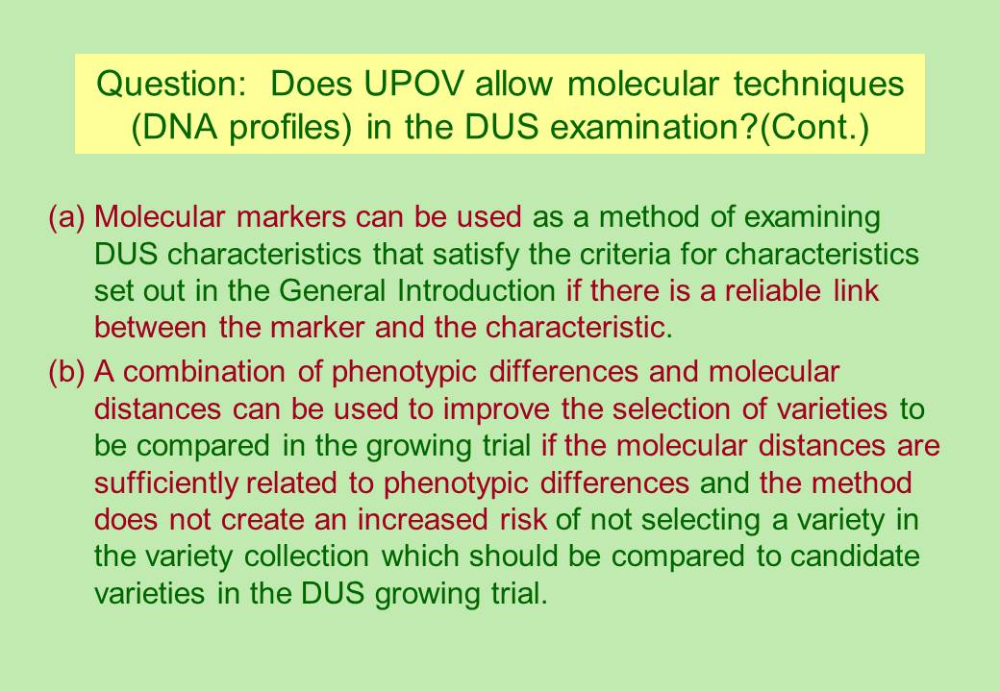 Question:  Does UPOV allow molecular techniques
(DNA profiles) in the DUS examination?(Cont.)
(a) Molecular markers can be used as a method of examining
DUS characteristics that satisfy the criteria for characteristics
set out in the General Introduction if there is a reliable link
between the marker and the characteristic.
(b) A combination of phenotypic differences and molecular
distances can be used to improve the selection of varieties to
be compared in the growing trial if the molecular distances are
sufficiently related to phenotypic differences and the method
does not create an increased risk of not selecting a variety in
the variety collection which should be compared to candidate
varieties in the DUS growing trial.